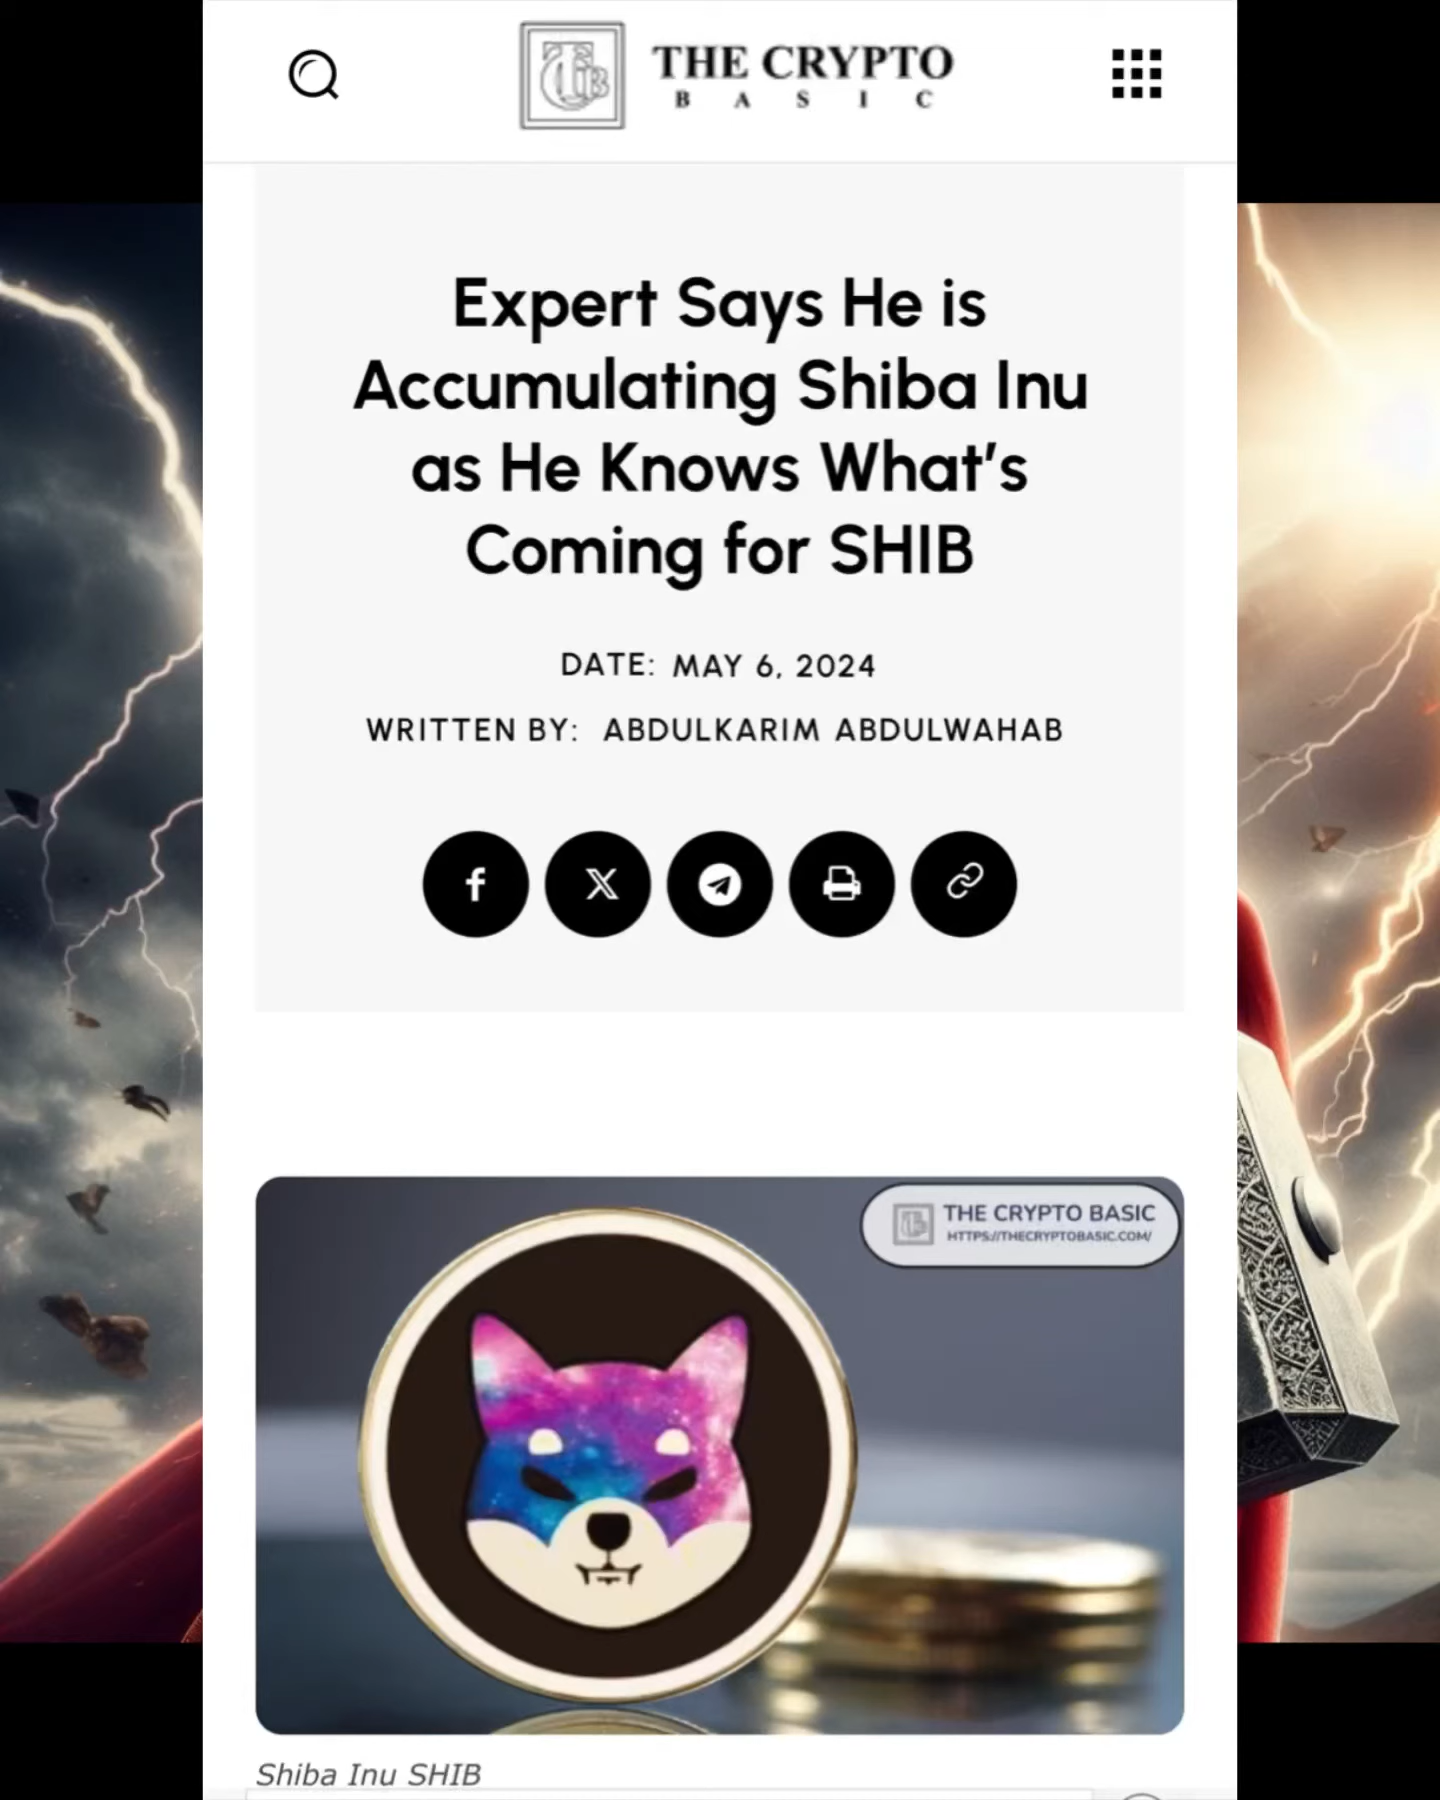 THE CRYPTO
BASIC
Expert Says He is
Accumulating Shiba Inu
as He Knows What's
Coming for SHIB
DATE: MAY 6, 2024
WRITTEN BY: ABDULKARIM ABDULWAHAB
THE CRYPTO BASIC
HTTPS://THECRYPTOBASIC.COM/
Shiba Inu SHIB